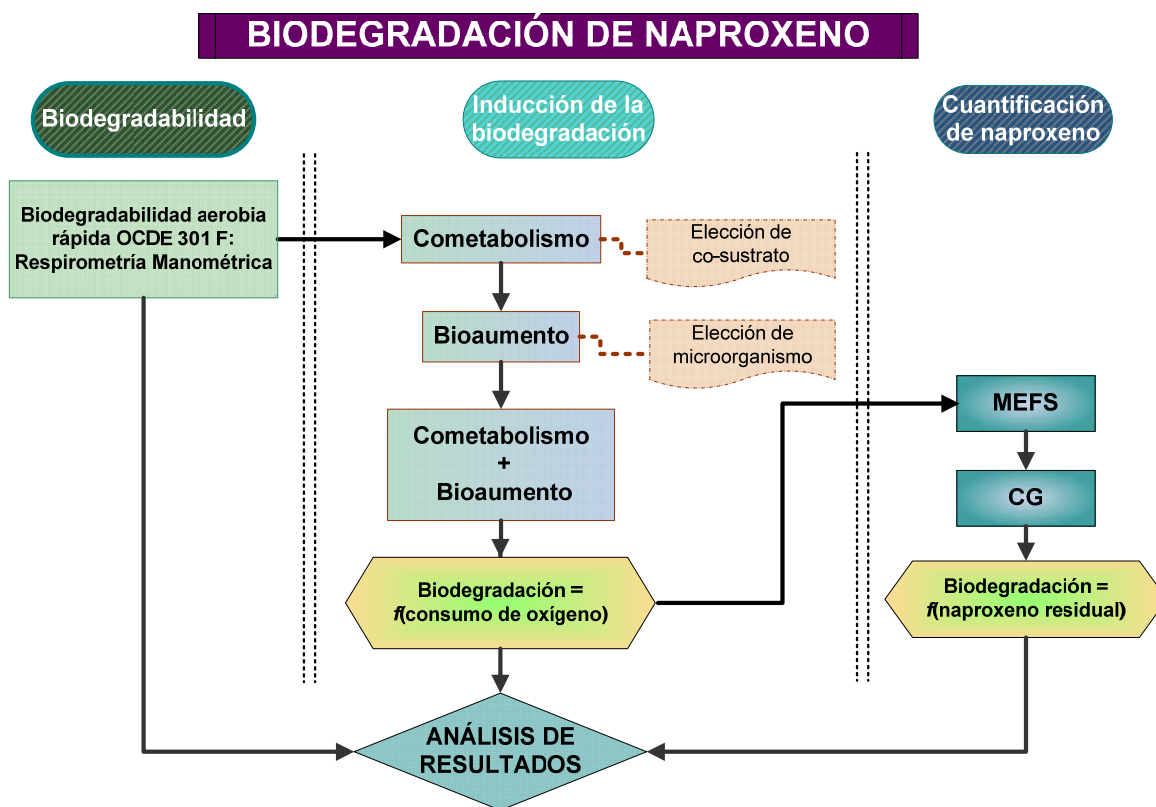 BIODEGRADACIÓN DE NAPROXENO
Biodegradabilidad
Inducción de la
biodegradación
Cuantificación
de naproxeno
Biodegradabilidad aerobia
rápida OCDE 301 F:
Respirometría Manométrica
Cometabolismo
Elección de
co-sustrato
Bioaumento
Elección de
microorganismo
Cometabolismo
+
Bioaumento
Biodegradación =
f(consumo de oxígeno)
MEFS
CG
Biodegradación =
f(naproxeno residual)
ANÁLISIS DE
RESULTADOS